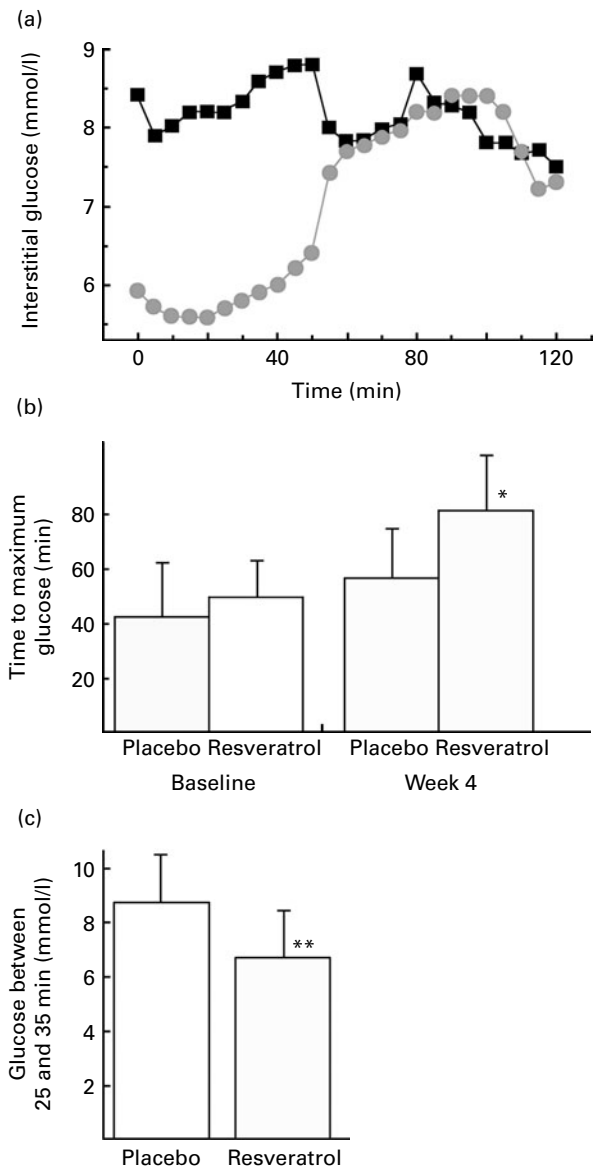 (a)
Interstitial glucose (mmol/l)
9
8
7
6
0 40 80 120
Time (min)
(b)
Time to maximum
glucose (min)
80
60
40
20
*
Placebo Resveratrol Placebo Resveratrol
Baseline Week 4
(c)
Glucose between
25 and 35 min (mmol/l)
10
8
6
4
2
**
Placebo Resveratrol